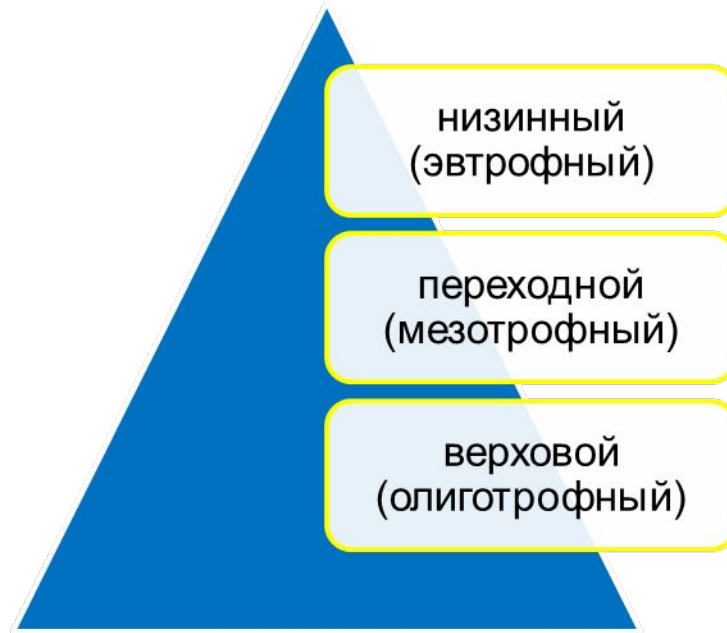 низинный
(эвтрофный)
переходной
(мезотрофный)
верховой
(олиготрофный)